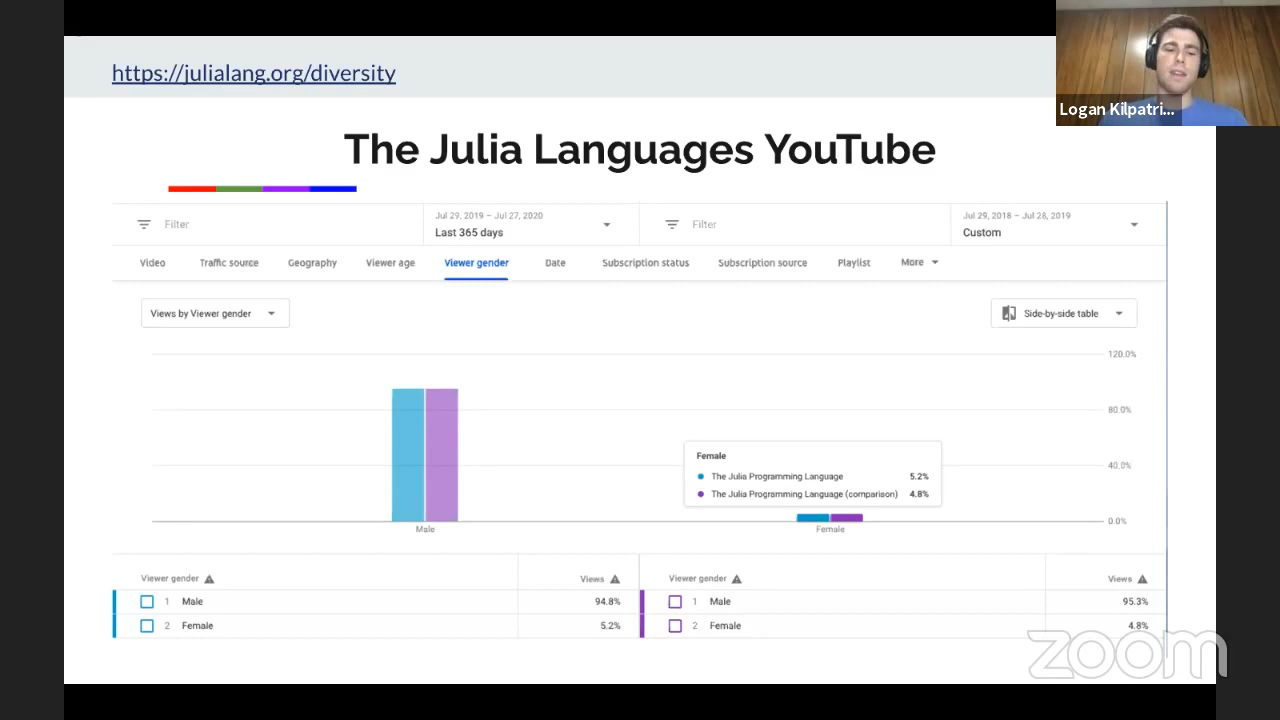 https://julialang.org/diversity
Logan Kilpatri...
The Julia Languages YouTube
Filter
Jul 29, 2019 – Jul 27, 2020
Last 365 days
Filter
Jul 29, 2018 – Jul 28, 2019
Custom
Video Traffic source Geography Viewer age Viewer gender Date Subscription status Subscription source Playlist More
Views by Viewer gender
Side-by-side table
120.0%
80.0%
40.0%
0.0%
Female
The Julia Programming Language 5.2%
The Julia Programming Language (comparison) 4.8%
Male Female
Viewer gender Views Viewer gender Views
1 Male 94.8% 1 Male 95.3%
2 Female 5.2% 2 Female 4.8%
zoom